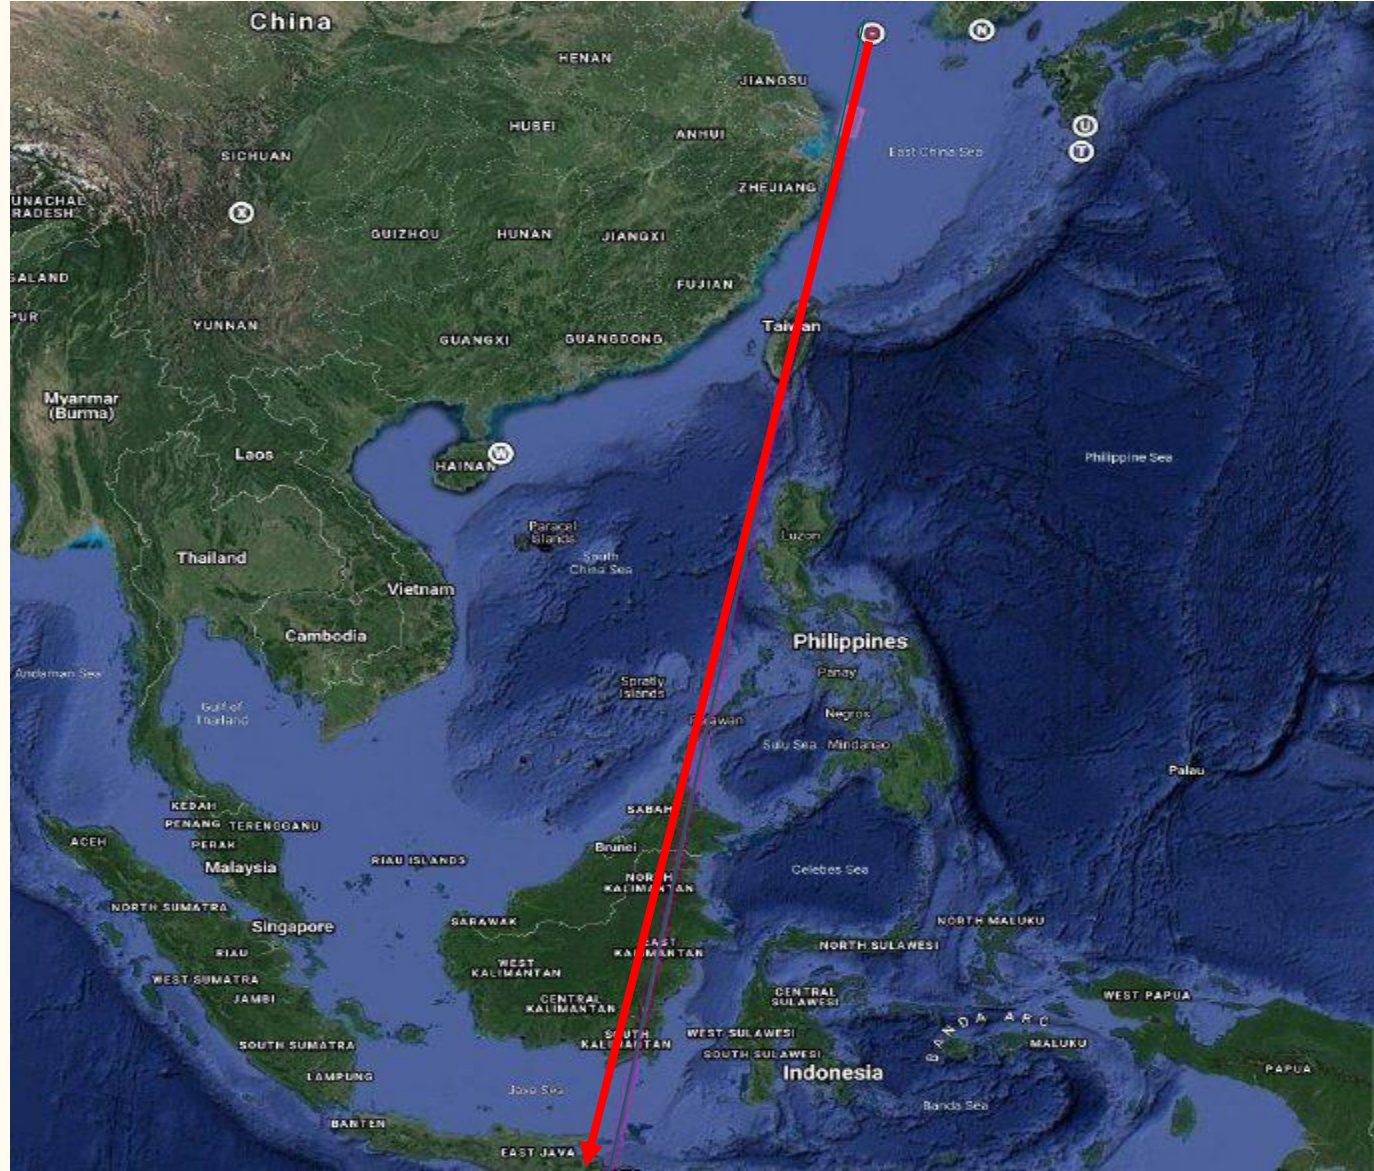 China
HENAN
JIANGSU
N
HUBEI
ANHUI
U
East China Sea
T
SICHUAN
UNACHAL
RADESH
ZHEJIANG
X
GUIZHOU
HUNAN
JIANGXI
GALAND
FUJIAN
PUR
YUNNAN
Taiwan
GUANGXI
GUANGDONG
Myanmar
(Burma)
Laos
W
HAINAN
Philippine Sea
Paracel
Islands
Luzon
South
China Sea
Thailand
Vietnam
Cambodia
Philippines
Panay
Andaman Sea
Spratly
Islands
Gulf of
Thailand
Negros
Palawan
Sulu Sea
Mindanao
Palau
KEDAH
SABAH
PENANG
TERENGGANU
ACEH
PERAK
Brunei
Malaysia
RIAU ISLANDS
Celebes Sea
NORTH
KALIMANTAN
NORTH SUMATRA
SARAWAK
NORTH MALUKU
Singapore
EAST
KALIMANTAN
NORTH SULAWESI
RIAU
WEST
KALIMANTAN
WEST SUMATRA
CENTRAL
SULAWESI
WEST PAPUA
JAMBI
CENTRAL
KALIMANTAN
BANDA ARC
SOUTH
KALIMANTAN
WEST SULAWESI
MALUKU
SOUTH SUMATRA
SOUTH SULAWESI
Indonesia
PAPUA
LAMPUNG
Java Sea
Banda Sea
BANTEN
EAST JAVA